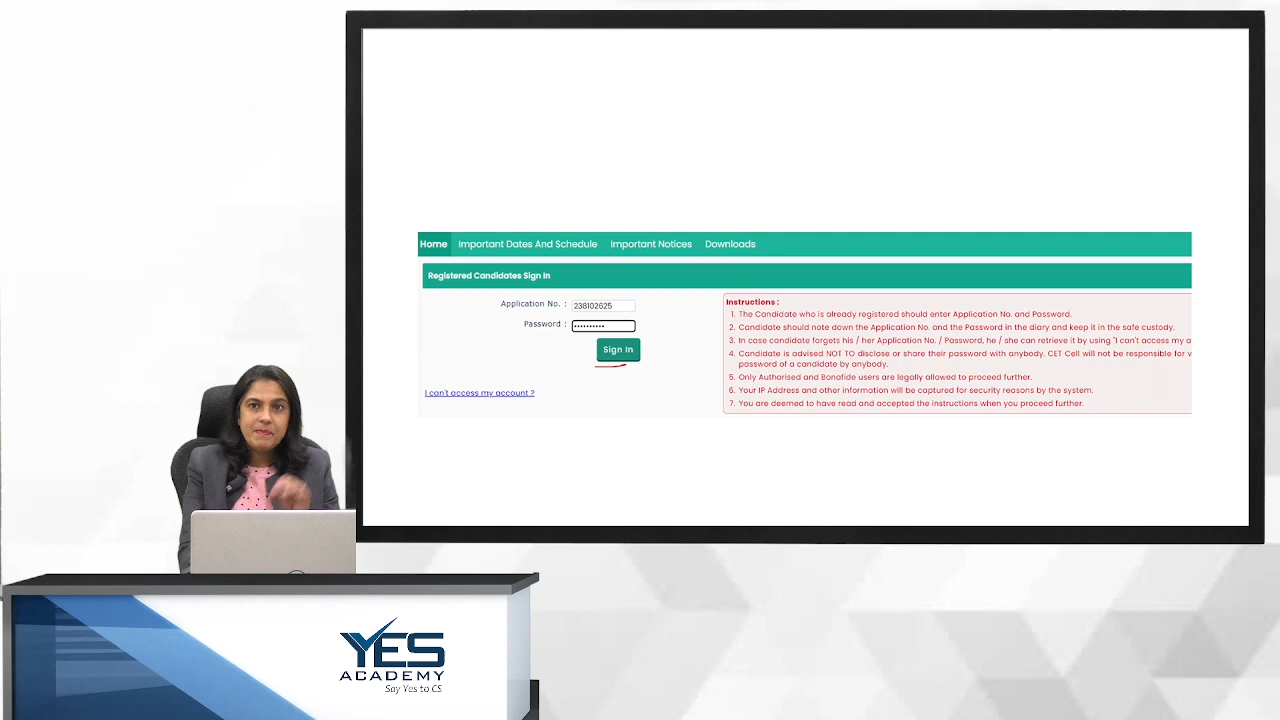 Home Important Dates And Schedule Important Notices Downloads
Registered Candidates Sign In
Application No. : 238102625
Password : ••••••••••
Sign In
I can't access my account ?
Instructions :
1. The Candidate who is already registered should enter Application No. and Password.
2. Candidate should note down the Application No. and the Password in the diary and keep it in the safe custody.
3. In case candidate forgets his / her Application No. / Password, he / she can retrieve it by using "I can't access my a
4. Candidate is advised NOT TO disclose or share their password with anybody. CET Cell will not be responsible for v
password of a candidate by anybody.
5. Only Authorised and Bonafide users are legally allowed to proceed further.
6. Your IP Address and other information will be captured for security reasons by the system.
7. You are deemed to have read and accepted the instructions when you proceed further.
YES
ACADEMY
Say Yes to CS